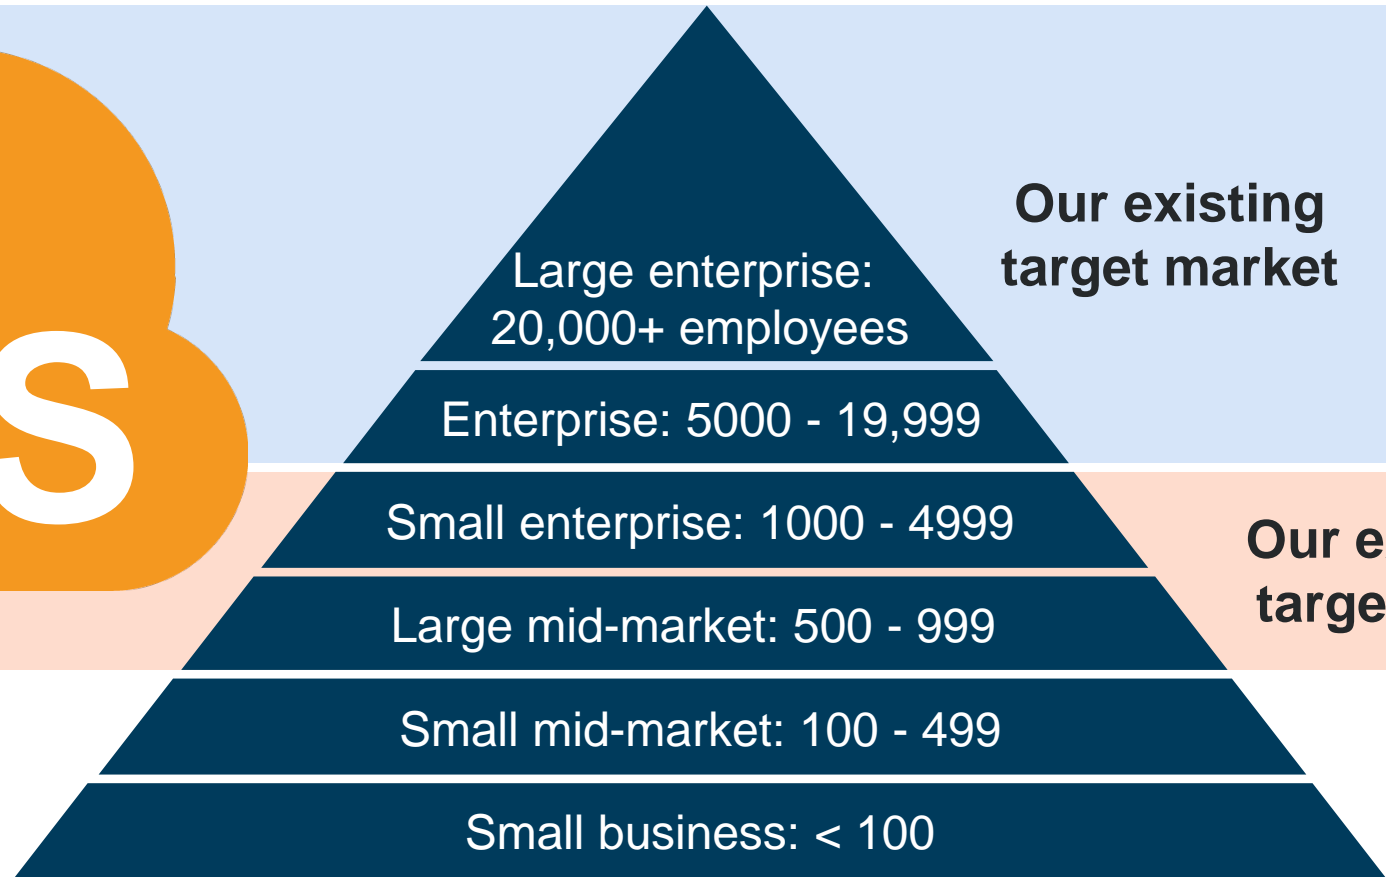 Our existing
target market
Large enterprise:
20,000+ employees
Enterprise: 5000 - 19,999
S
Small enterprise: 1000 - 4999
Our
Large mid-market: 500 - 999
Small mid-market: 100 - 499
Small business: < 100